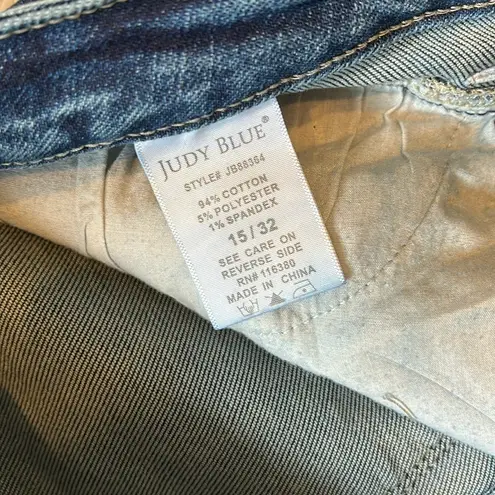 JUDY BLUE®
STYLE# JB88364
94% COTTON
5% POLYESTER
1% SPANDEX
15/32
SEE CARE ON
REVERSE SIDE
RN# 116380
MADE IN CHINA